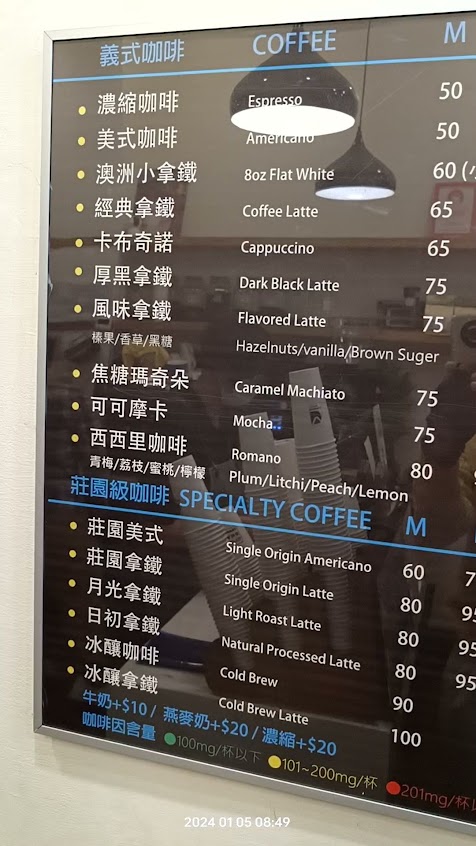 義式咖啡 COFFEE M
濃縮咖啡 Espresso 50
美式咖啡 Americano 50
澳洲小拿鐵 8oz Flat White 60 (
經典拿鐵 Coffee Latte 65
卡布奇諾 Cappuccino 65
厚黑拿鐵 Dark Black Latte 75
風味拿鐵 Flavored Latte 75
榛果/香草/黑糖 Hazelnuts/vanilla/Brown Suger
焦糖瑪奇朵 Caramel Machiato 75
可可摩卡 Mocha 75
西西里咖啡 Romano 80
青梅/荔枝/蜜桃/檸檬 Plum/Litchi/Peach/Lemon
莊園級咖啡 SPECIALTY COFFEE M
莊園美式 Single Origin Americano 60
莊園拿鐵 Single Origin Latte 80
月光拿鐵 Light Roast Latte 80
日初拿鐵 Natural Processed Latte 80
冰釀咖啡 Cold Brew 90
冰釀拿鐵 Cold Brew Latte 100
牛奶+$10 / 燕麥奶+$20 / 濃縮+$20
咖啡因含量 100mg/杯以下 101~200mg/杯 201mg/杯
2024 01 05 08:49